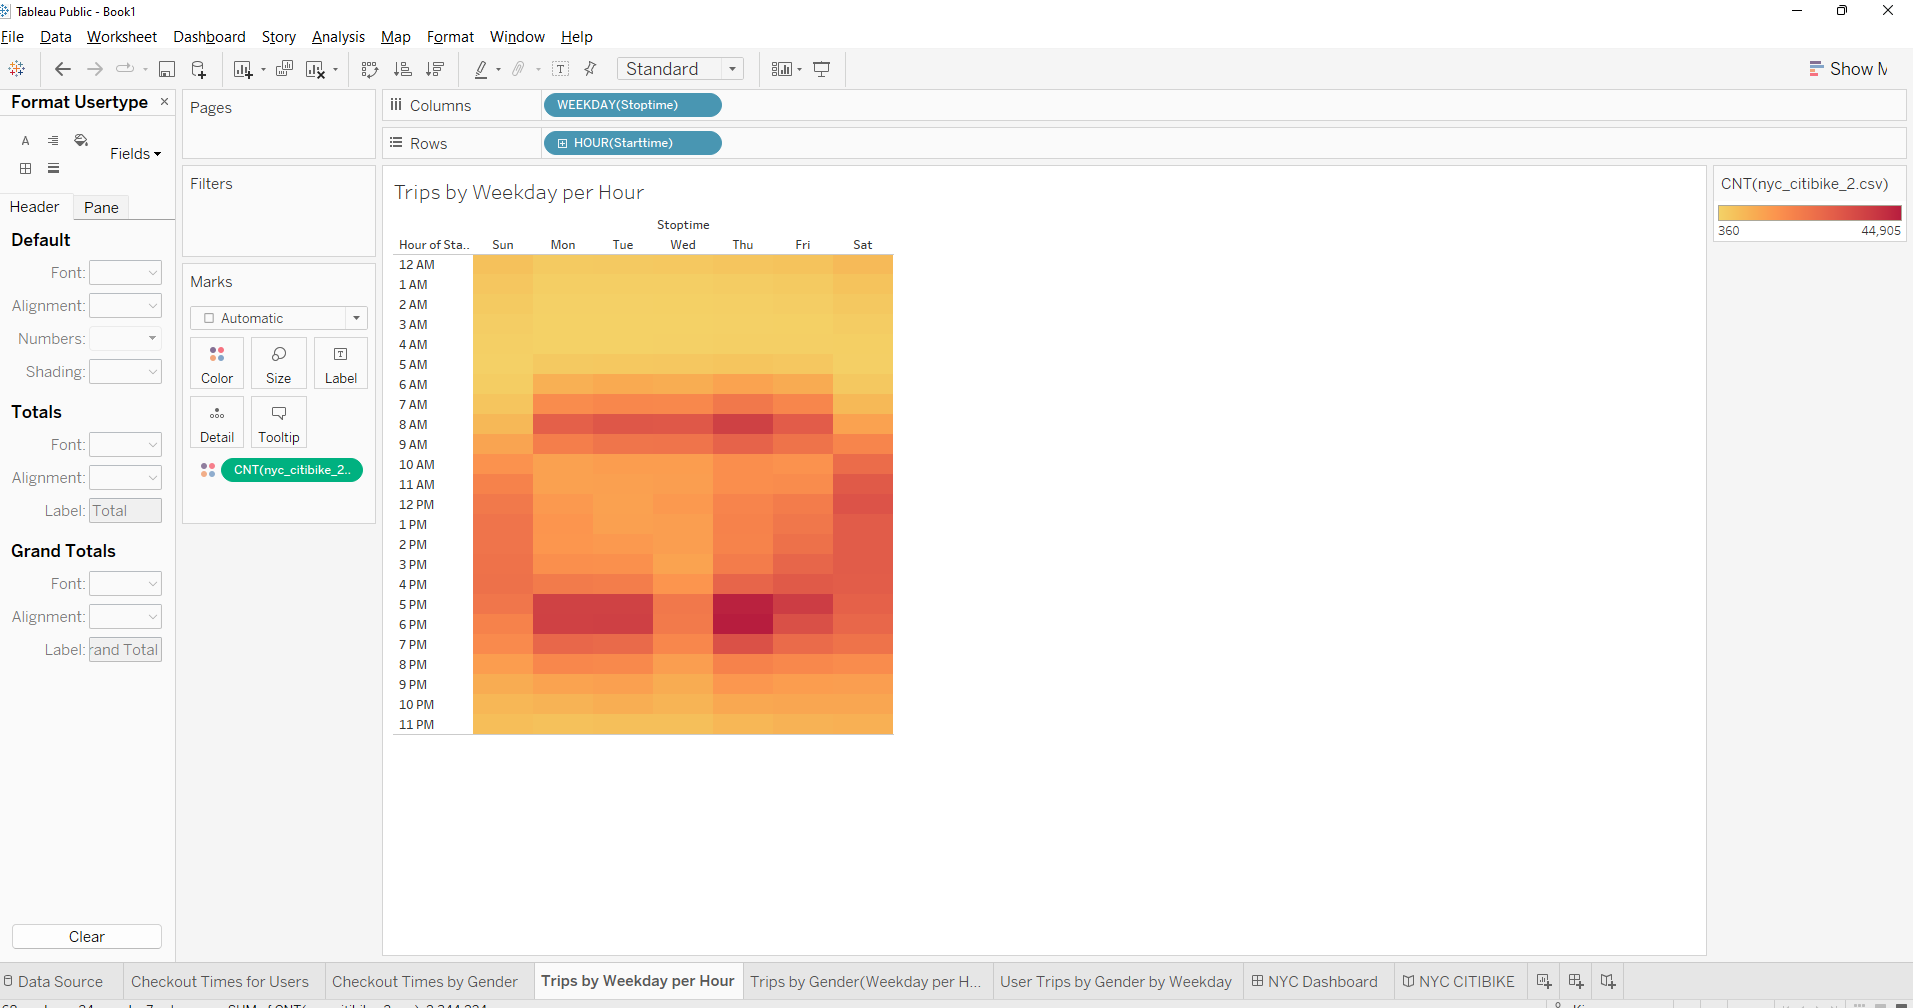 Tableau Public - Book1
File Data Worksheet Dashboard Story Analysis Map Format Window Help
Standard
Show M
Format Usertype
Fields
Header Pane
Default
Font:
Alignment:
Numbers:
Shading:
Totals
Font:
Alignment:
Label: Total
Grand Totals
Font:
Alignment:
Label: rand Total
Clear
Pages
Filters
Marks
Automatic
Color Size Label
Detail Tooltip
CNT(nyc_citibike_2..
Columns WEEKDAY(Stoptime)
Rows HOUR(Starttime)
Trips by Weekday per Hour
Stoptime
Hour of Sta.. Sun Mon Tue Wed Thu Fri Sat
12 AM
1 AM
2 AM
3 AM
4 AM
5 AM
6 AM
7 AM
8 AM
9 AM
10 AM
11 AM
12 PM
1 PM
2 PM
3 PM
4 PM
5 PM
6 PM
7 PM
8 PM
9 PM
10 PM
11 PM
CNT(nyc_citibike_2.csv)
360 44,905
Data Source Checkout Times for Users Checkout Times by Gender Trips by Weekday per Hour Trips by Gender(Weekday per H... User Trips by Gender by Weekday NYC Dashboard NYC CITIBIKE